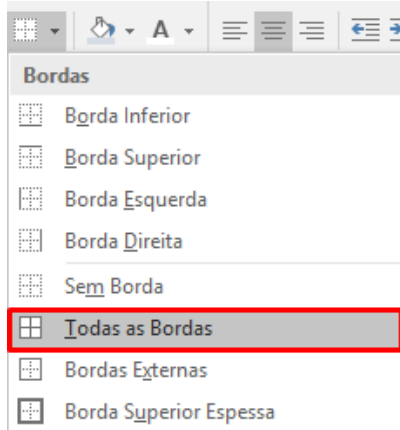 A
Bordas
Borda Inferior
Borda Superior
Borda Esquerda
Borda Direita
Sem Borda
Todas as Bordas
Bordas Externas
Borda Superior Espessa